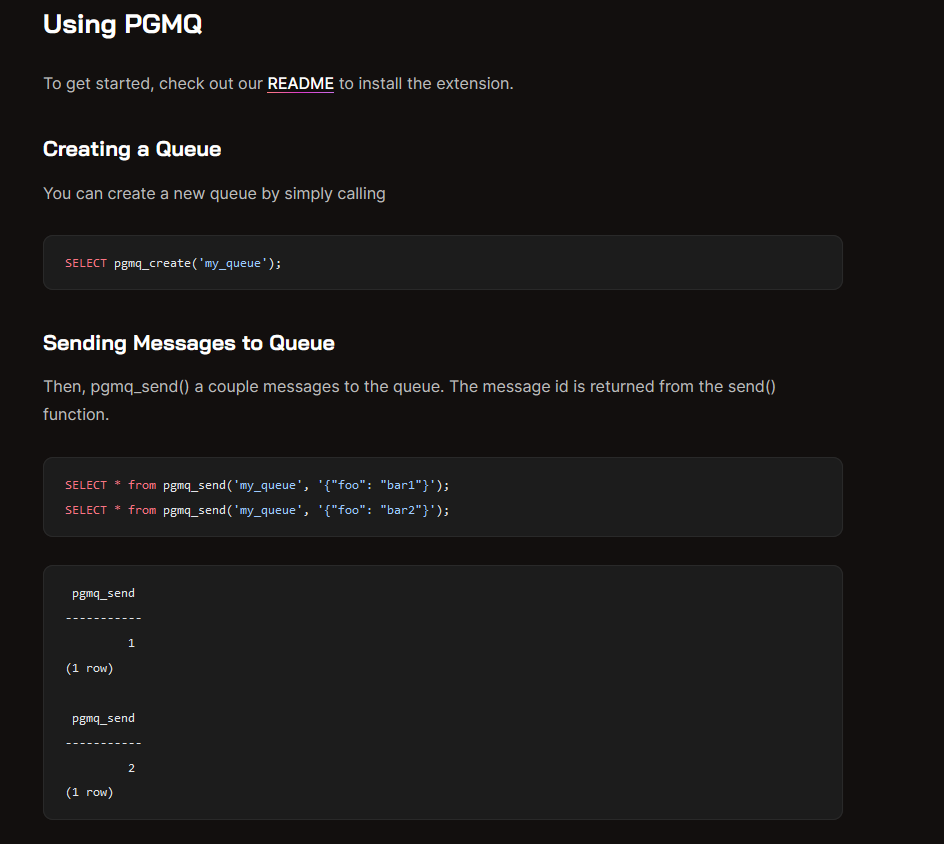 Using PGMQ
To get started, check out our README to install the extension.
Creating a Queue
You can create a new queue by simply calling
SELECT pgmq_create('my_queue');
Sending Messages to Queue
Then, pgmq_send() a couple messages to the queue. The message id is returned from the send()
function.
SELECT * from pgmq_send('my_queue', '{"foo": "bar1"}');
SELECT * from pgmq_send('my_queue', '{"foo": "bar2"}');
 pgmq_send
-----------
         1
(1 row)

 pgmq_send
-----------
         2
(1 row)